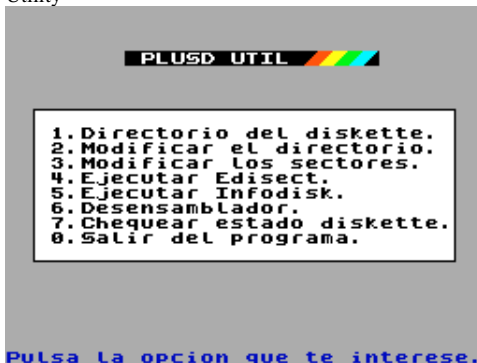 Utility
PLUSD UTIL
1.Directorio del diskette.
2.Modificar el directorio.
3.Modificar los sectores.
4.Ejecutar Edisect.
5.Ejecutar Infodisk.
6.Desensamblador.
7.Chequear estado diskette.
0.Salir del programa.
Pulsa la opcion que te interese.